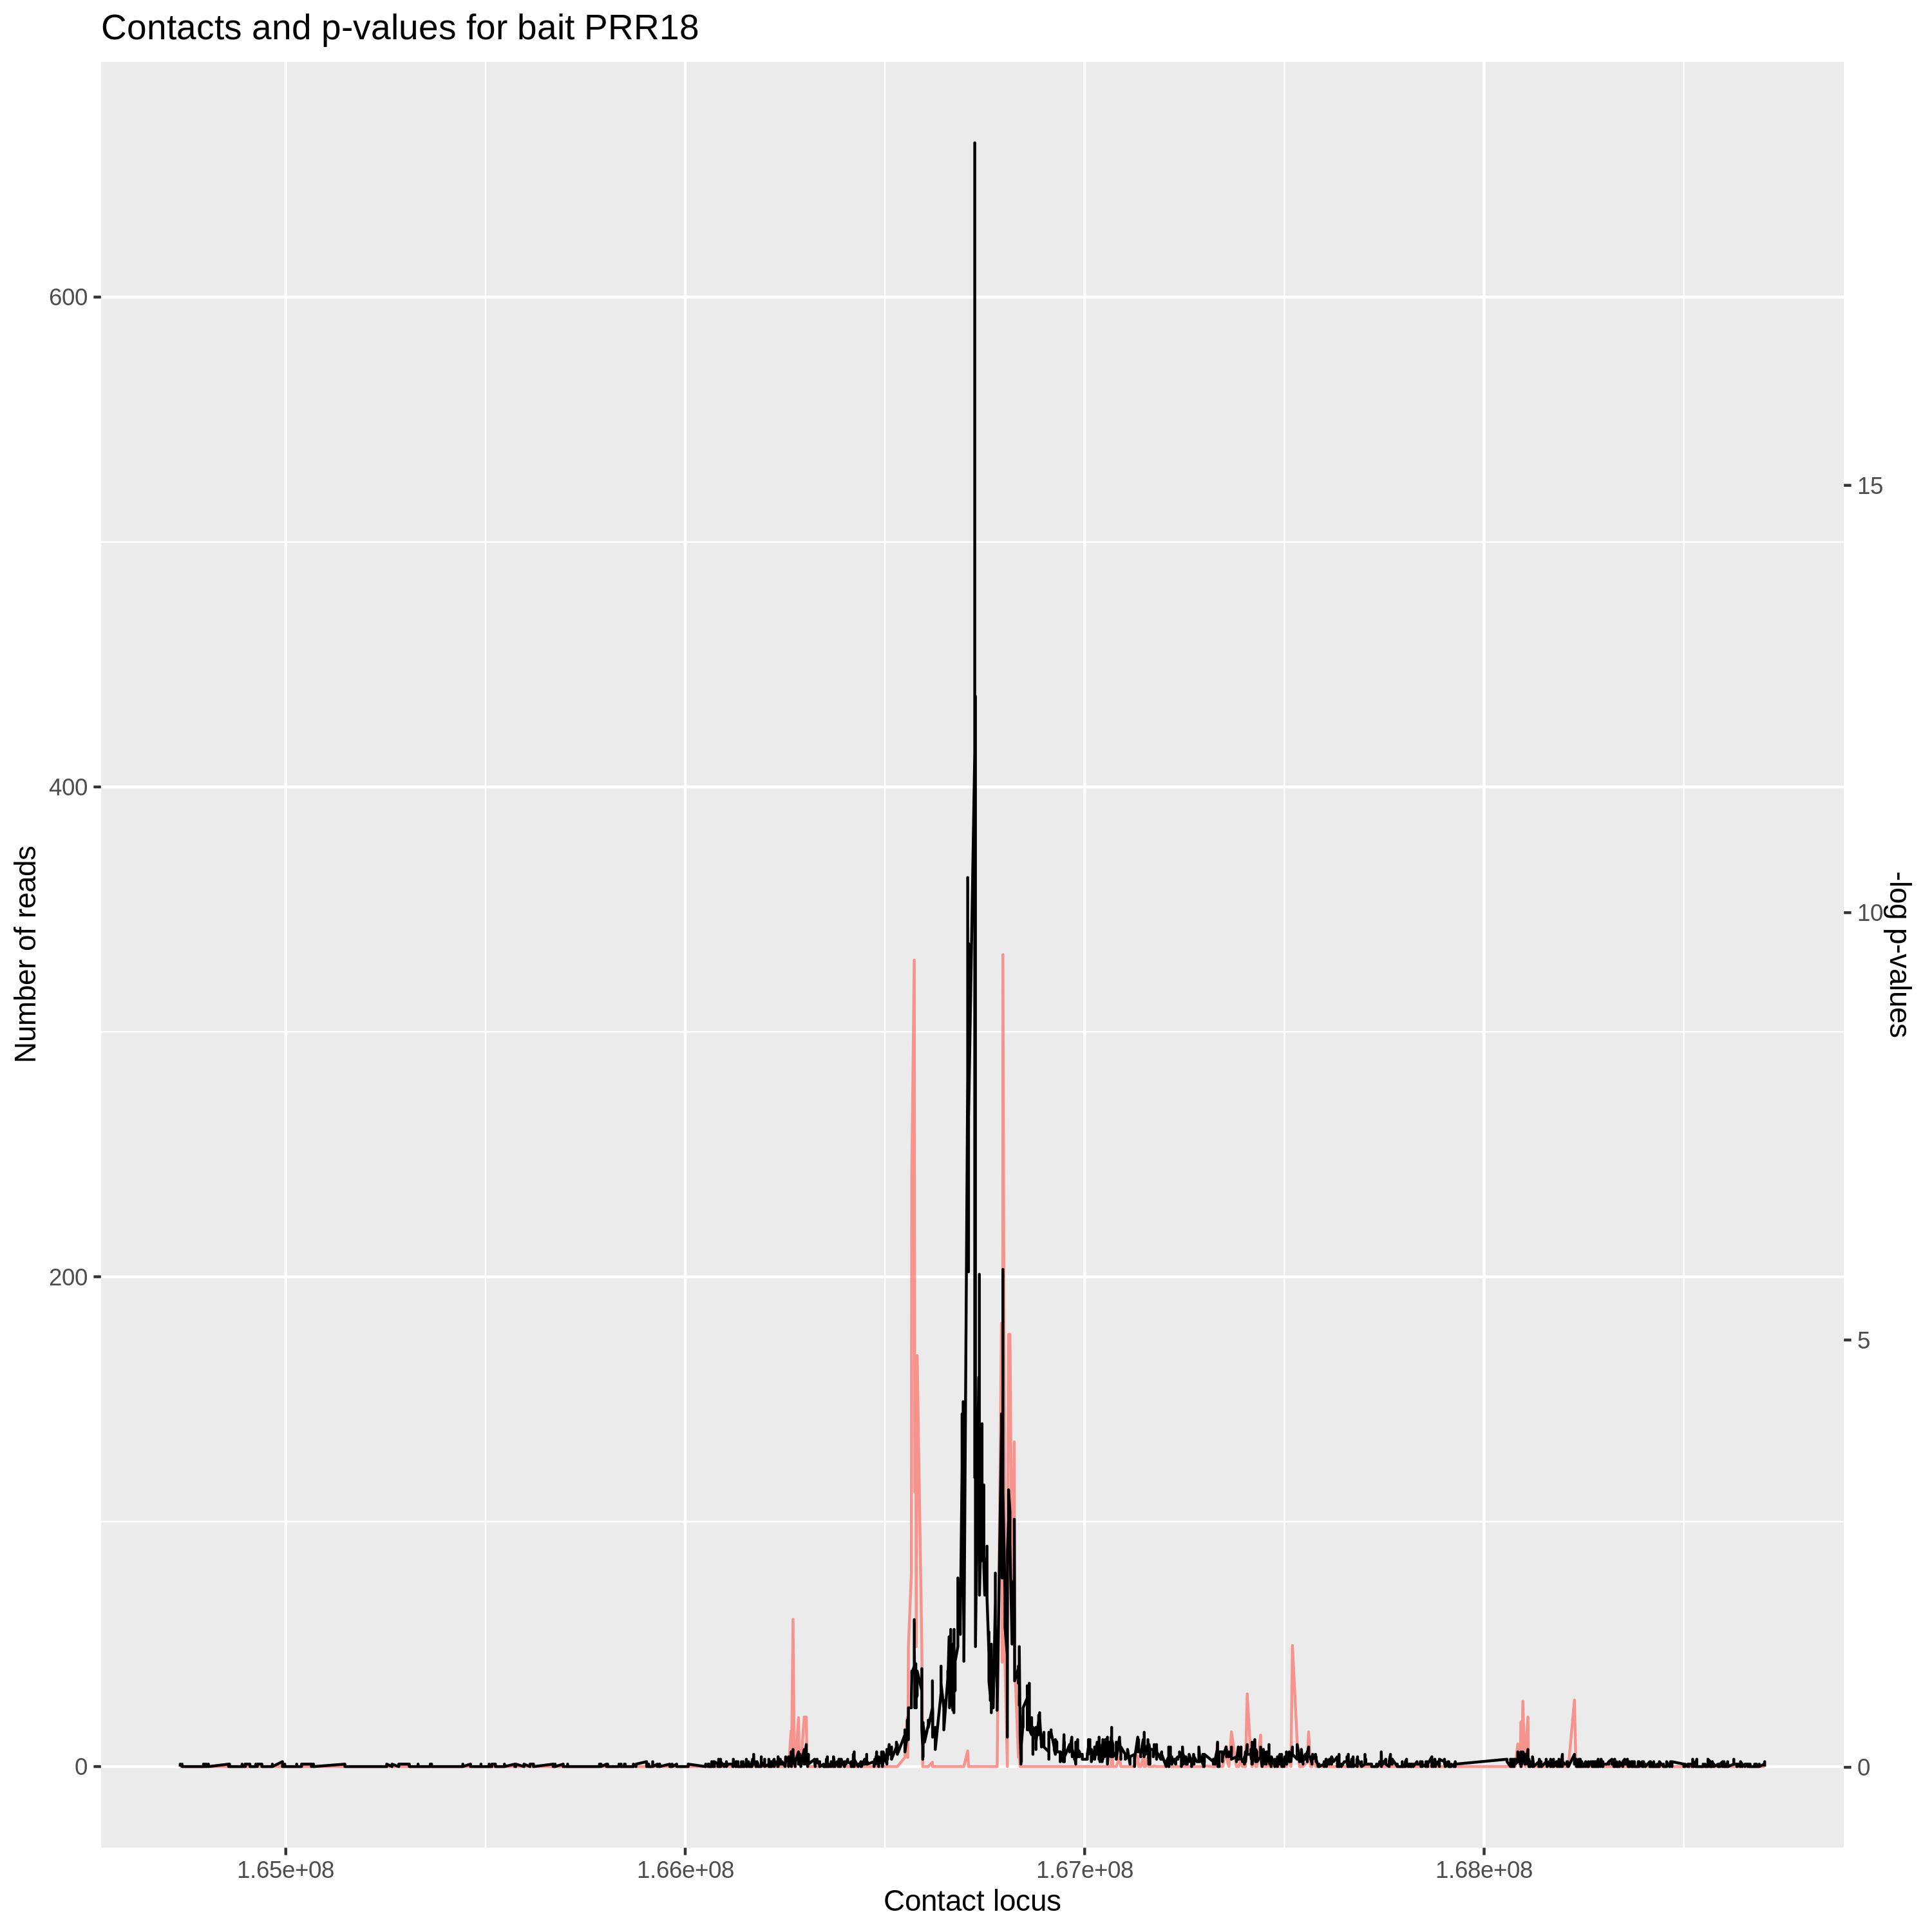 Contacts and p-values for bait PRR18
600
400
200
0
Number of reads
15
10
5
0
-log p-values
1.65e+08
1.66e+08
1.67e+08
1.68e+08
Contact locus